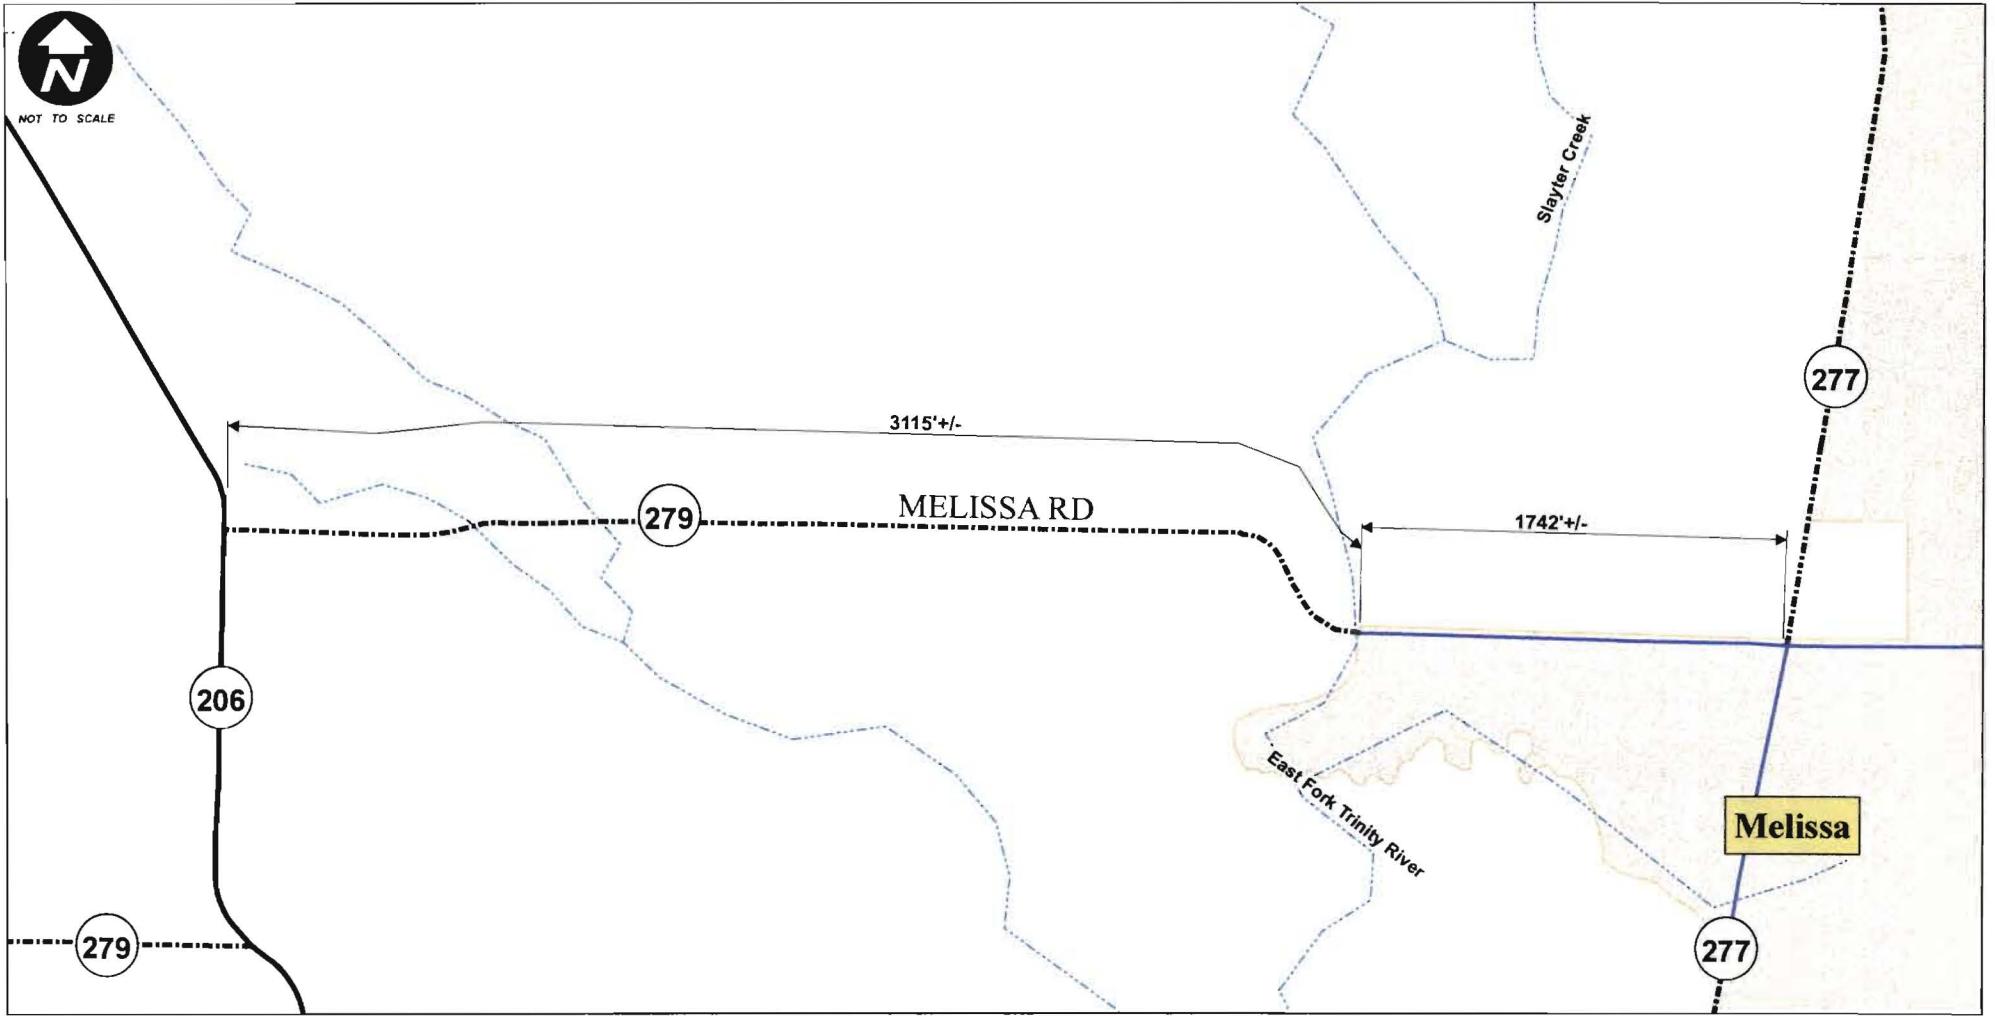 N
NOT TO SCALE
Slayter Creek
277
3115'+/-
279
MELISSA RD
1742'+/-
206
East Fork Trinity River
Melissa
279
277